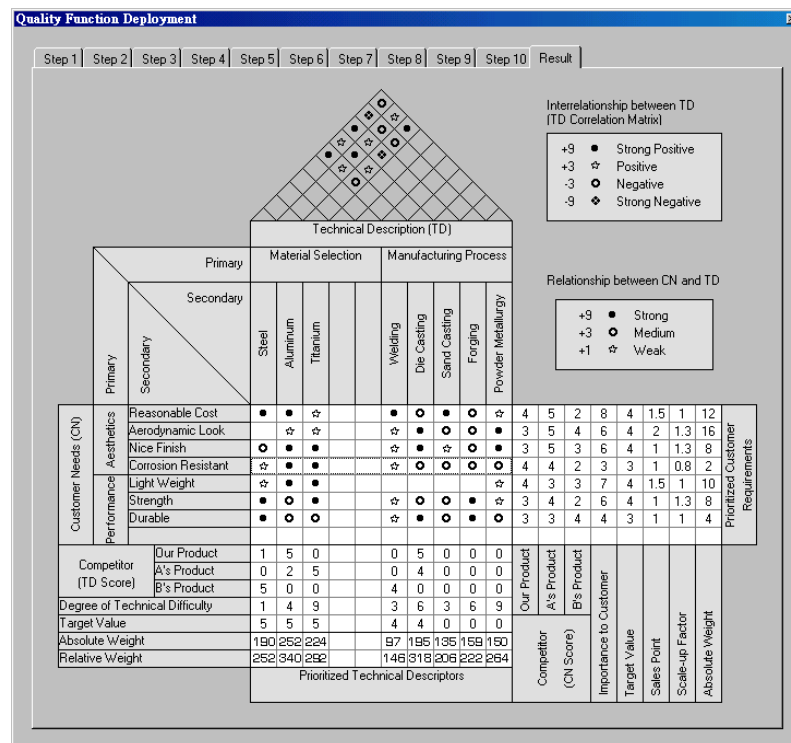 Quality Function Deployment
Step 1 Step 2 Step 3 Step 4 Step 5 Step 6 Step 7 Step 8 Step 9 Step 10 Result
Interrelationship between TD
(TD Correlation Matrix)
+9 ● Strong Positive
+3 ☆ Positive
-3 O Negative
-9 ❖ Strong Negative
Technical Description (TD)
Primary Material Selection Manufacturing Process
Relationship between CN and TD
+9 ● Strong
+3 O Medium
+1 ☆ Weak
Secondary
Primary
Secondary
Steel
Aluminum
Titanium
Welding
Die Casting
Sand Casting
Forging
Powder Metallurgy
Customer Needs (CN)
Aesthetics
Performance
Reasonable Cost ● ● ☆ ● O ● O ☆ 4 5 2 8 4 1.5 1 12
Aerodynamic Look ☆ ☆ ☆ ● O O ● 3 5 4 6 4 2 1.3 16
Nice Finish O ● ● ☆ ● ☆ O ● 3 5 3 6 4 1 1.3 8
Corrosion Resistant ☆ ● ● ☆ O O O O 4 4 2 3 3 1 0.8 2
Light Weight ☆ ● ● ☆ 4 3 3 7 4 1.5 1 10
Strength ● O ● ☆ O O ● ☆ 3 4 2 6 4 1 1.3 8
Durable ● O O ☆ ● O ● O 3 3 4 4 3 1 1 4
Prioritized Customer
Requirements
Competitor
(TD Score)
Our Product 1 5 0 0 5 0 0 0
A's Product 0 2 5 0 4 0 0 0
B's Product 5 0 0 4 0 0 0 0
Degree of Technical Difficulty 1 4 9 3 6 3 6 9
Target Value 5 5 5 4 4 0 0 0
Absolute Weight 190 252 224 97 195 135 159 150
Relative Weight 252 340 292 146 318 206 222 264
Prioritized Technical Descriptors
Our Product
A's Product
B's Product
Competitor
(CN Score)
Importance to Customer
Target Value
Sales Point
Scale-up Factor
Absolute Weight